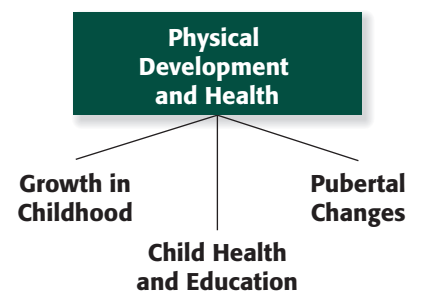 Physical
Development
and Health
Growth in
Childhood
Pubertal
Changes
Child Health
and Education